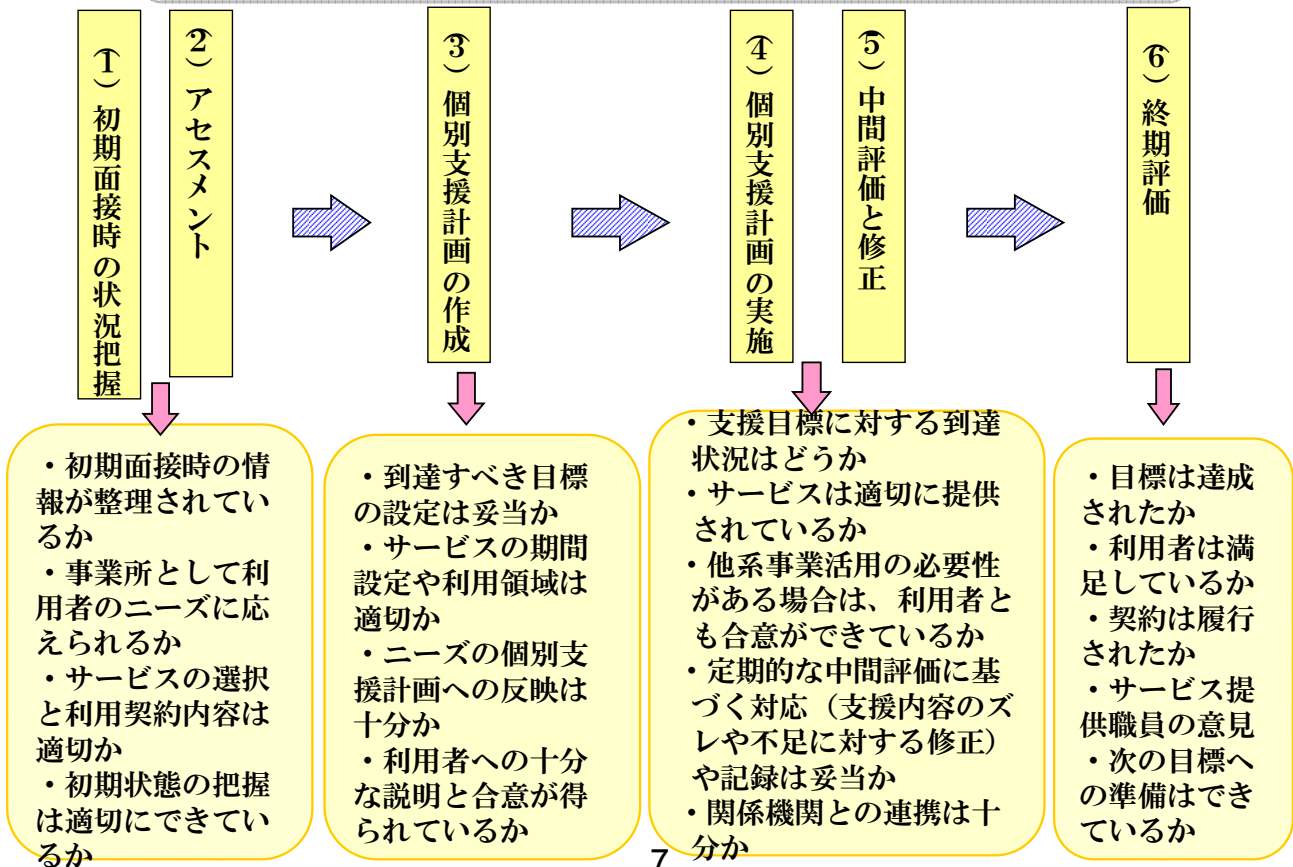 (1)初期面接時の状況把握
(2)アセスメント
(3)個別支援計画の作成
(4)個別支援計画の実施
(5)中間評価と修正
(6)終期評価
・初期面接時の情
報が整理されてい
るか
・事業所として利
用者のニーズに応
えられるか
・サービスの選択
と利用契約内容は
適切か
・初期状態の把握
は適切にできてい
るか
・到達すべき目標
の設定は妥当か
・サービスの期間
設定や利用領域は
適切か
・ニーズの個別支
援計画への反映は
十分か
・利用者への十分
な説明と合意が得
られているか
・支援目標に対する到達
状況はどうか
・サービスは適切に提供
されているか
・他系事業活用の必要性
がある場合は、利用者と
も合意ができているか
・定期的な中間評価に基
づく対応（支援内容のズ
レや不足に対する修正）
や記録は妥当か
・関係機関との連携は十
分か
・目標は達成
されたか
・利用者は満
足しているか
・契約は履行
されたか
・サービス提
供職員の意見
・次の目標へ
の準備はでき
ているか
7